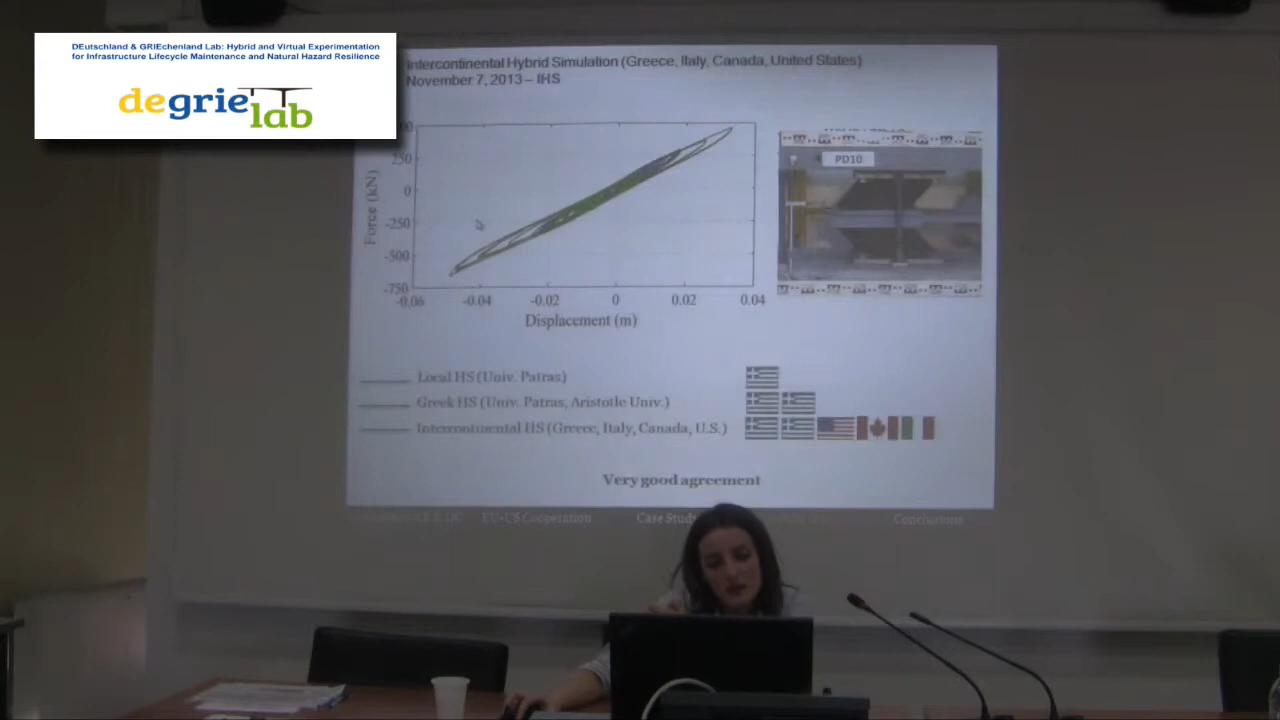 DEutschland & GRIEchenland Lab: Hybrid and Virtual Experimentation
for Infrastructure Lifecycle Maintenance and Natural Hazard Resilience
degrie lab
Intercontinental Hybrid Simulation (Greece, Italy, Canada, United States)
November 7, 2013 – IHS
250
0
-250
-500
-750
Force (kN)
-0.06 -0.04 -0.02 0 0.02 0.04
Displacement (m)
PD10
Local HS (Univ. Patras)
Greek HS (Univ. Patras, Aristotle Univ.)
Intercontinental HS (Greece, Italy, Canada, U.S.)
Very good agreement
EU-US Cooperation Case Study Conclusions